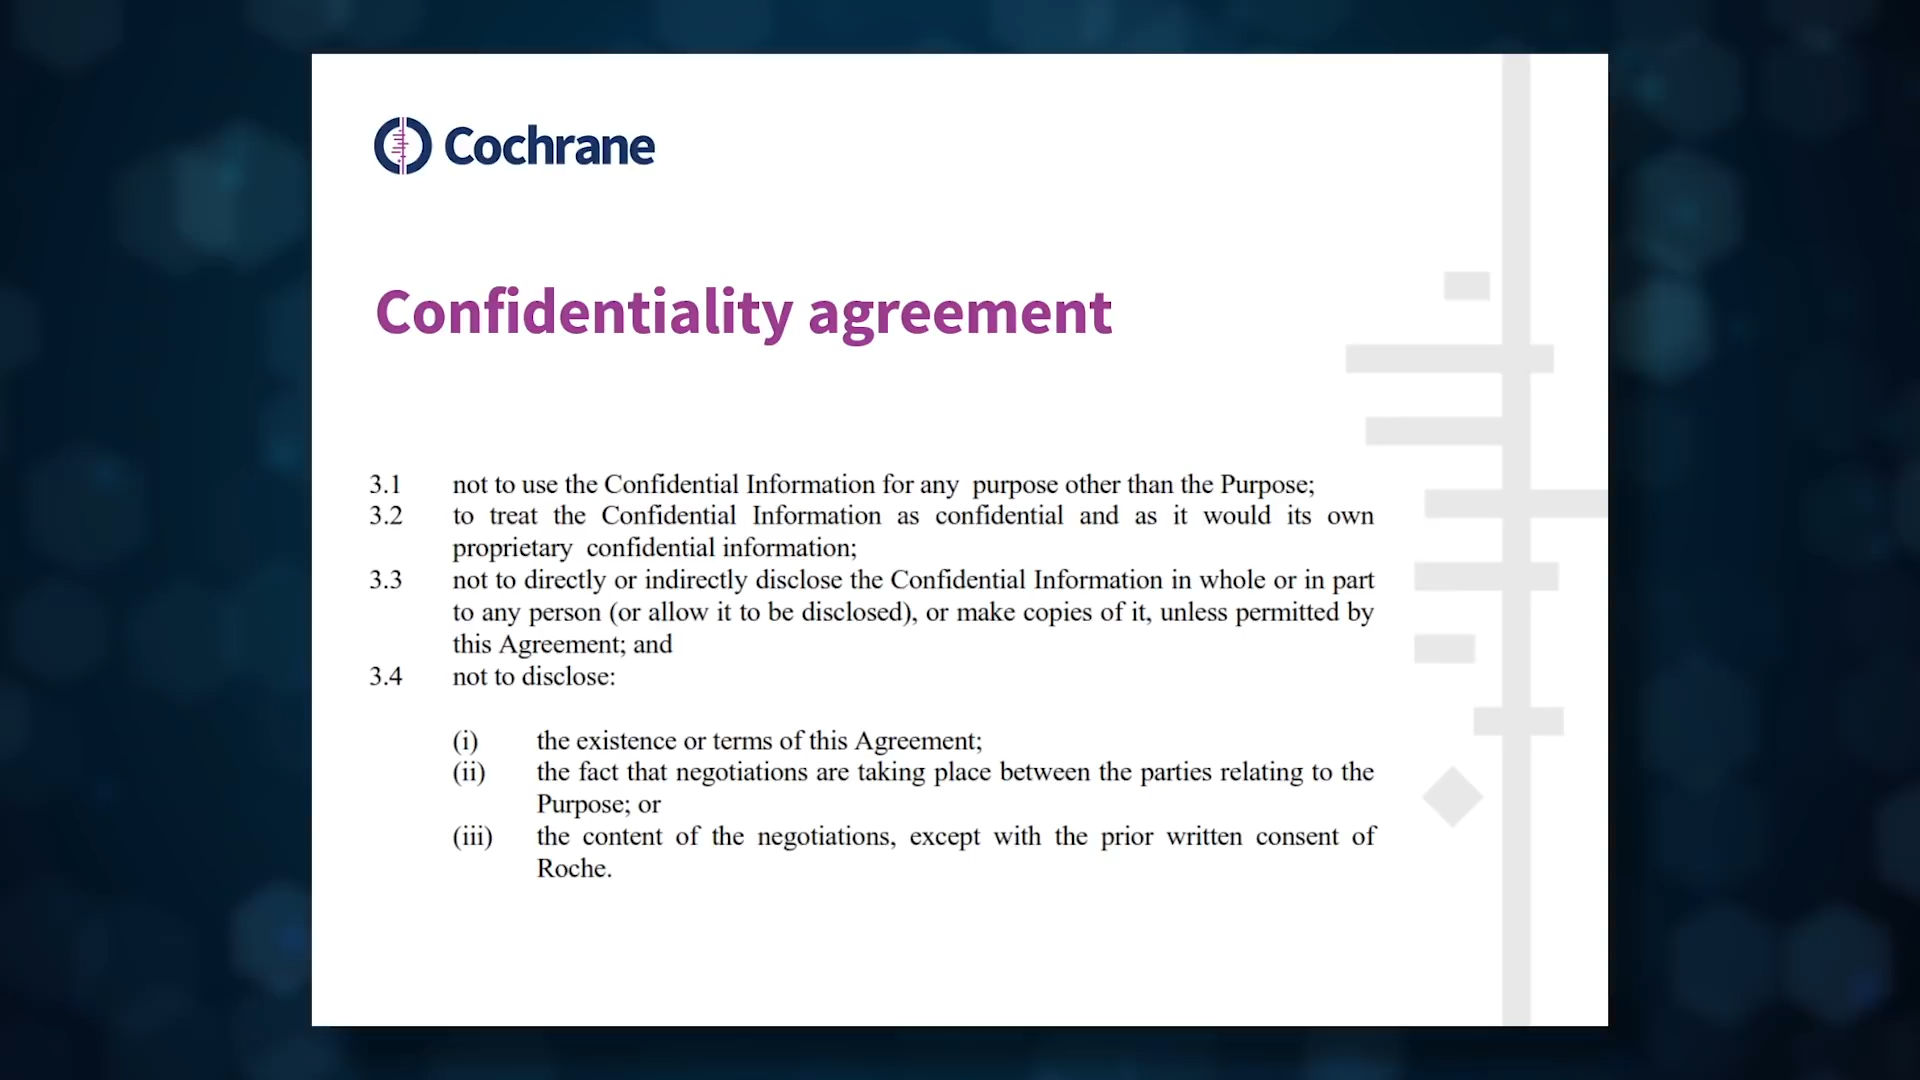 Cochrane
Confidentiality agreement
3.1 not to use the Confidential Information for any purpose other than the Purpose;
3.2 to treat the Confidential Information as confidential and as it would its own
proprietary confidential information;
3.3 not to directly or indirectly disclose the Confidential Information in whole or in part
to any person (or allow it to be disclosed), or make copies of it, unless permitted by
this Agreement; and
3.4 not to disclose:
(i) the existence or terms of this Agreement;
(ii) the fact that negotiations are taking place between the parties relating to the
Purpose; or
(iii) the content of the negotiations, except with the prior written consent of
Roche.